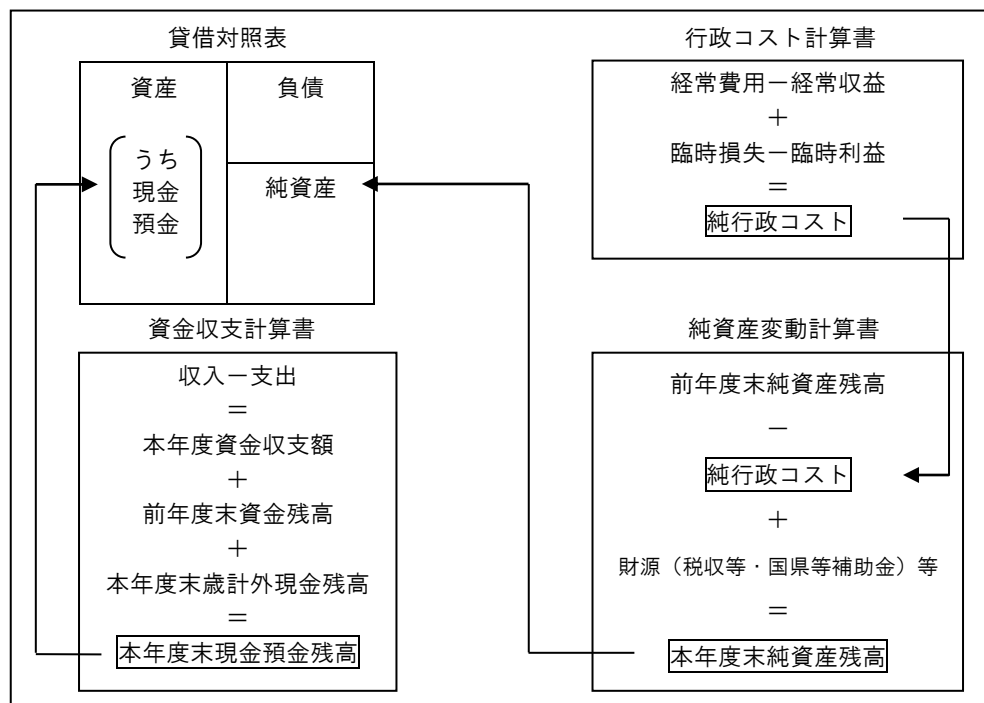 貸借対照表
資産
負債
うち
現金
預金
純資産
行政コスト計算書
経常費用－経常収益
＋
臨時損失－臨時利益
＝
純行政コスト
資金収支計算書
収入－支出
＝
本年度資金収支額
＋
前年度末資金残高
＋
本年度末歳計外現金残高
＝
本年度末現金預金残高
純資産変動計算書
前年度末純資産残高
－
純行政コスト
＋
財源（税収等・国県等補助金）等
＝
本年度末純資産残高